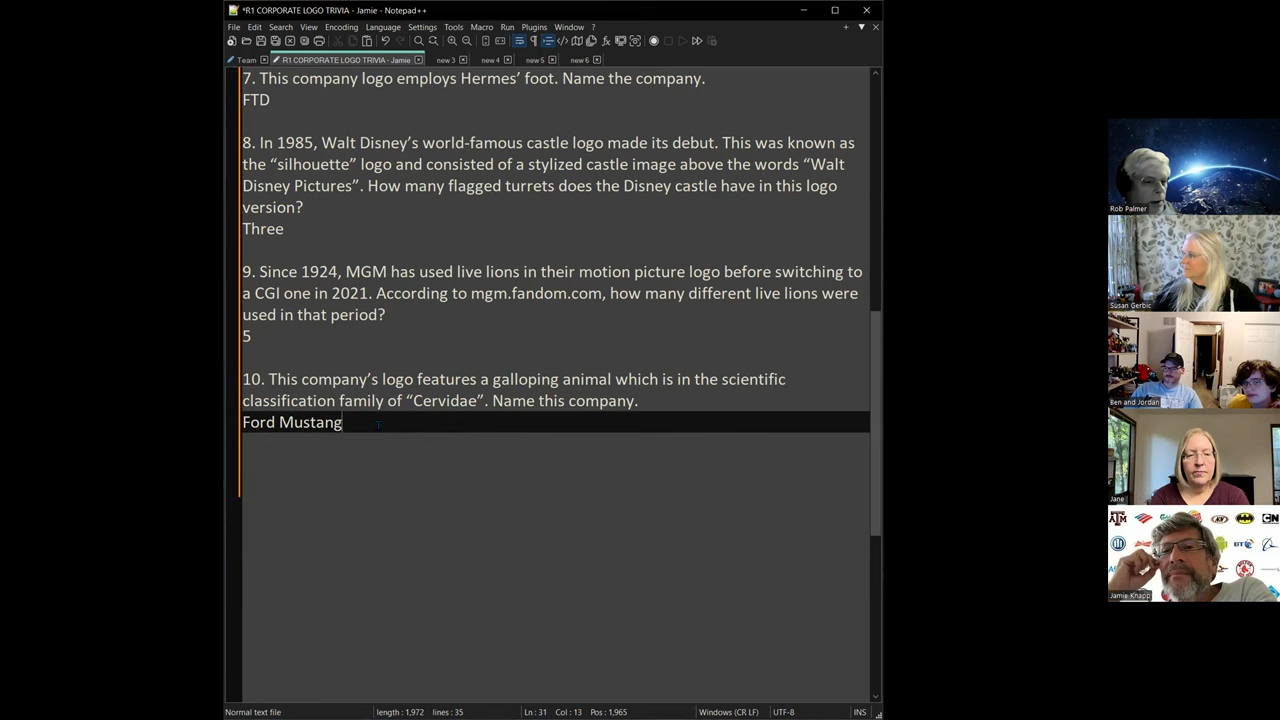 *R1 CORPORATE LOGO TRIVIA - Jamie - Notepad++
File Edit Search View Encoding Language Settings Tools Macro Run Plugins Window ?
Team R1 CORPORATE LOGO TRIVIA - Jamie new 3 new 4 new 5 new 6
7. This company logo employs Hermes’ foot. Name the company.
FTD
8. In 1985, Walt Disney’s world-famous castle logo made its debut. This was known as
the “silhouette” logo and consisted of a stylized castle image above the words “Walt
Disney Pictures”. How many flagged turrets does the Disney castle have in this logo
version?
Three
9. Since 1924, MGM has used live lions in their motion picture logo before switching to
a CGI one in 2021. According to mgm.fandom.com, how many different live lions were
used in that period?
5
10. This company’s logo features a galloping animal which is in the scientific
classification family of “Cervidae”. Name this company.
Ford Mustang
Normal text file length : 1,972 lines : 35 Ln : 31 Col : 13 Pos : 1,965 Windows (CR LF) UTF-8 INS
Rob Palmer
Susan Gerbic
Ben and Jordan
Jane
ATM
CN
BT
Jamie Knapp